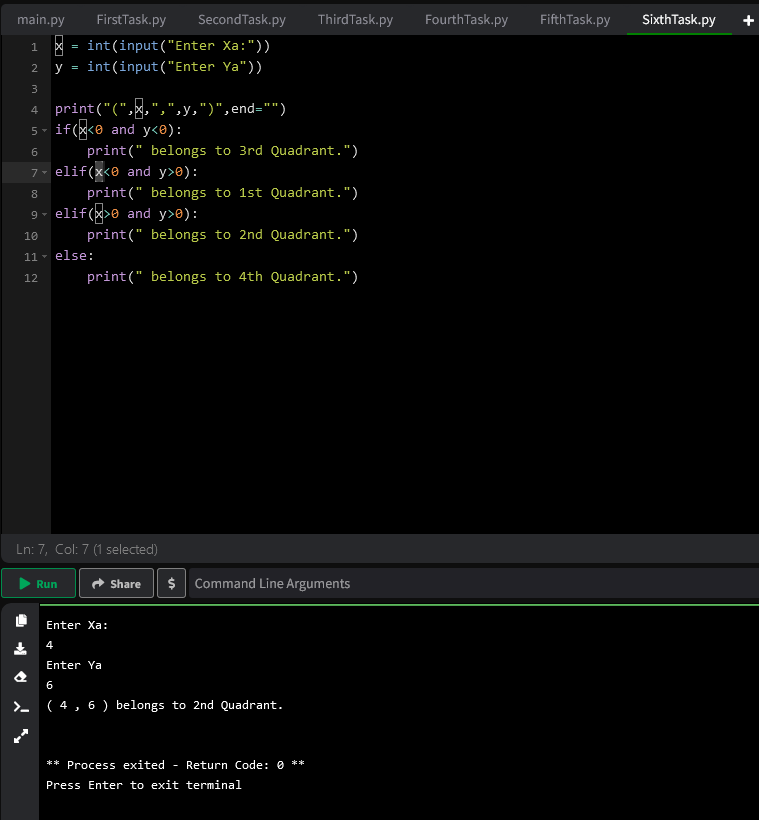 main.py FirstTask.py SecondTask.py ThirdTask.py FourthTask.py FifthTask.py SixthTask.py +
1 x = int(input("Enter Xa:"))
2 y = int(input("Enter Ya"))
3
4 print("(",x,",",y,")",end="")
5 if(x<0 and y<0):
6     print(" belongs to 3rd Quadrant.")
7 elif(x<0 and y>0):
8     print(" belongs to 1st Quadrant.")
9 elif(x>0 and y>0):
10     print(" belongs to 2nd Quadrant.")
11 else:
12     print(" belongs to 4th Quadrant.")
Ln: 7, Col: 7 (1 selected)
Run Share $ Command Line Arguments
Enter Xa:
4
Enter Ya
6
( 4 , 6 ) belongs to 2nd Quadrant.
** Process exited - Return Code: 0 **
Press Enter to exit terminal